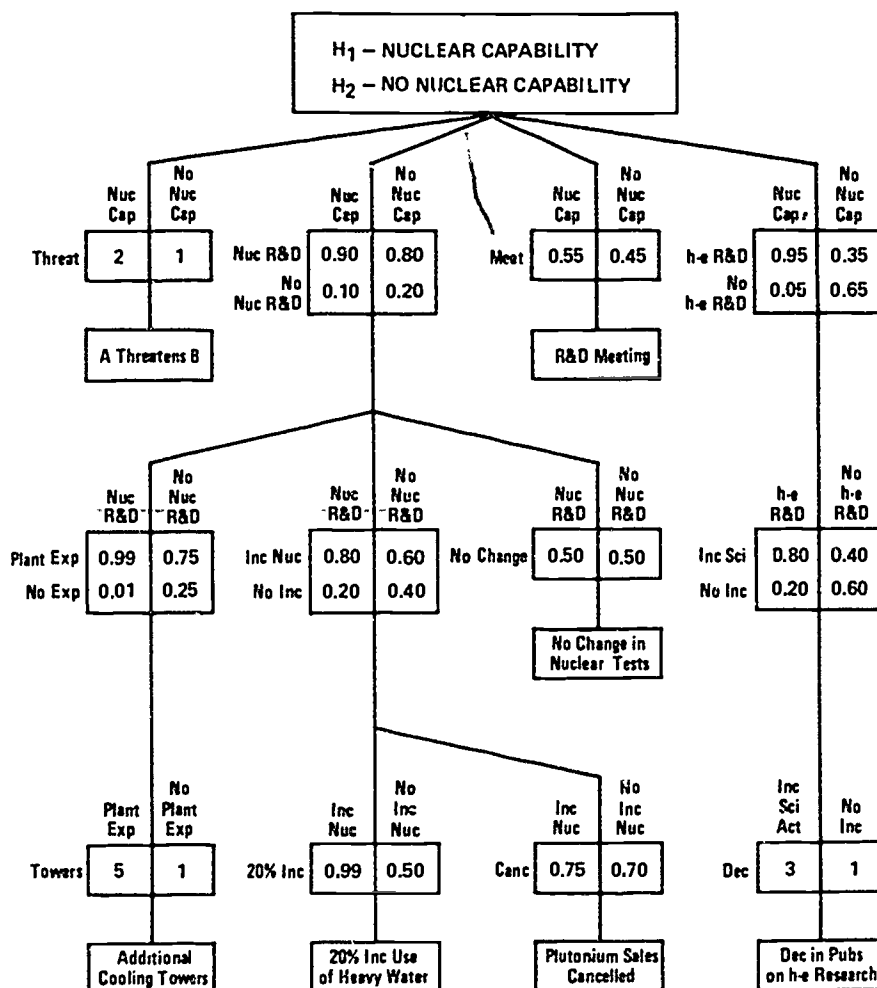 H1 – NUCLEAR CAPABILITY
H2 – NO NUCLEAR CAPABILITY
Nuc Cap
No Nuc Cap
Threat 2 1
A Threatens B
Nuc Cap
No Nuc Cap
Nuc R&D 0.90 0.80
No Nuc R&D 0.10 0.20
Nuc Cap
No Nuc Cap
Meet 0.55 0.45
R&D Meeting
Nuc Cap
No Nuc Cap
h-e R&D 0.95 0.35
No h-e R&D 0.05 0.65
Nuc R&D
No Nuc R&D
Plant Exp 0.99 0.75
No Exp 0.01 0.25
Nuc R&D
No Nuc R&D
Inc Nuc 0.80 0.60
No Inc 0.20 0.40
Nuc R&D
No Nuc R&D
No Change 0.50 0.50
No Change in
Nuclear Tests
h-e R&D
No h-e R&D
Inc Sci 0.80 0.40
No Inc 0.20 0.60
Plant Exp
No Plant Exp
Towers 5 1
Additional
Cooling Towers
Inc Nuc
No Inc Nuc
20% Inc 0.99 0.50
20% Inc Use
of Heavy Water
Inc Nuc
No Inc Nuc
Canc 0.75 0.70
Plutonium Sales
Cancelled
Inc Sci Act
No Inc
Dec 3 1
Dec in Pubs
on h-e Research